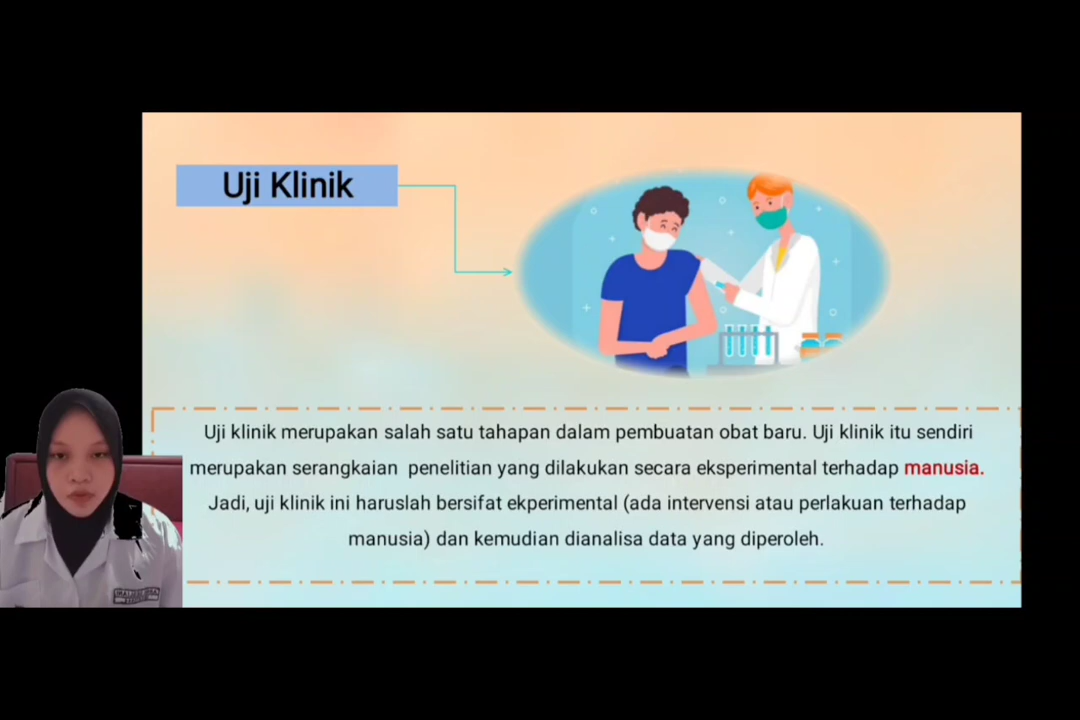 Uji Klinik
Uji klinik merupakan salah satu tahapan dalam pembuatan obat baru. Uji klinik itu sendiri
merupakan serangkaian penelitian yang dilakukan secara eksperimental terhadap manusia.
Jadi, uji klinik ini haruslah bersifat ekperimental (ada intervensi atau perlakuan terhadap
manusia) dan kemudian dianalisa data yang diperoleh.